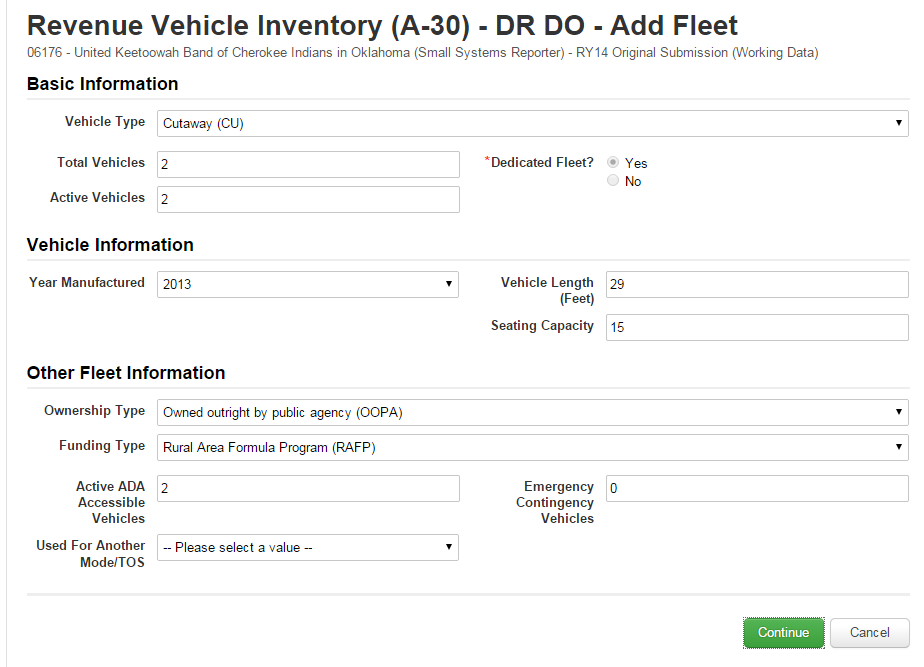 Revenue Vehicle Inventory (A-30) - DR DO - Add Fleet
06176 - United Keetoowah Band of Cherokee Indians in Oklahoma (Small Systems Reporter) - RY14 Original Submission (Working Data)
Basic Information
Vehicle Type Cutaway (CU)
Total Vehicles 2 *Dedicated Fleet? Yes
No
Active Vehicles 2
Vehicle Information
Year Manufactured 2013 Vehicle Length
(Feet) 29
Seating Capacity 15
Other Fleet Information
Ownership Type Owned outright by public agency (OOPA)
Funding Type Rural Area Formula Program (RAFP)
Active ADA
Accessible
Vehicles 2
Emergency
Contingency
Vehicles 0
Used For Another
Mode/TOS -- Please select a value --
Continue Cancel